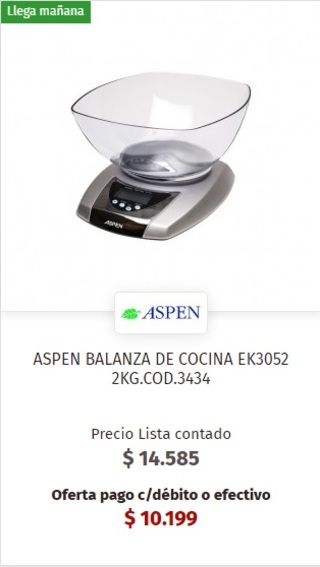 Llega mañana
ASPEN
ASPEN
ASPEN BALANZA DE COCINA EK3052
2KG.COD.3434
Precio Lista contado
$ 14.585
Oferta pago c/débito o efectivo
$ 10.199